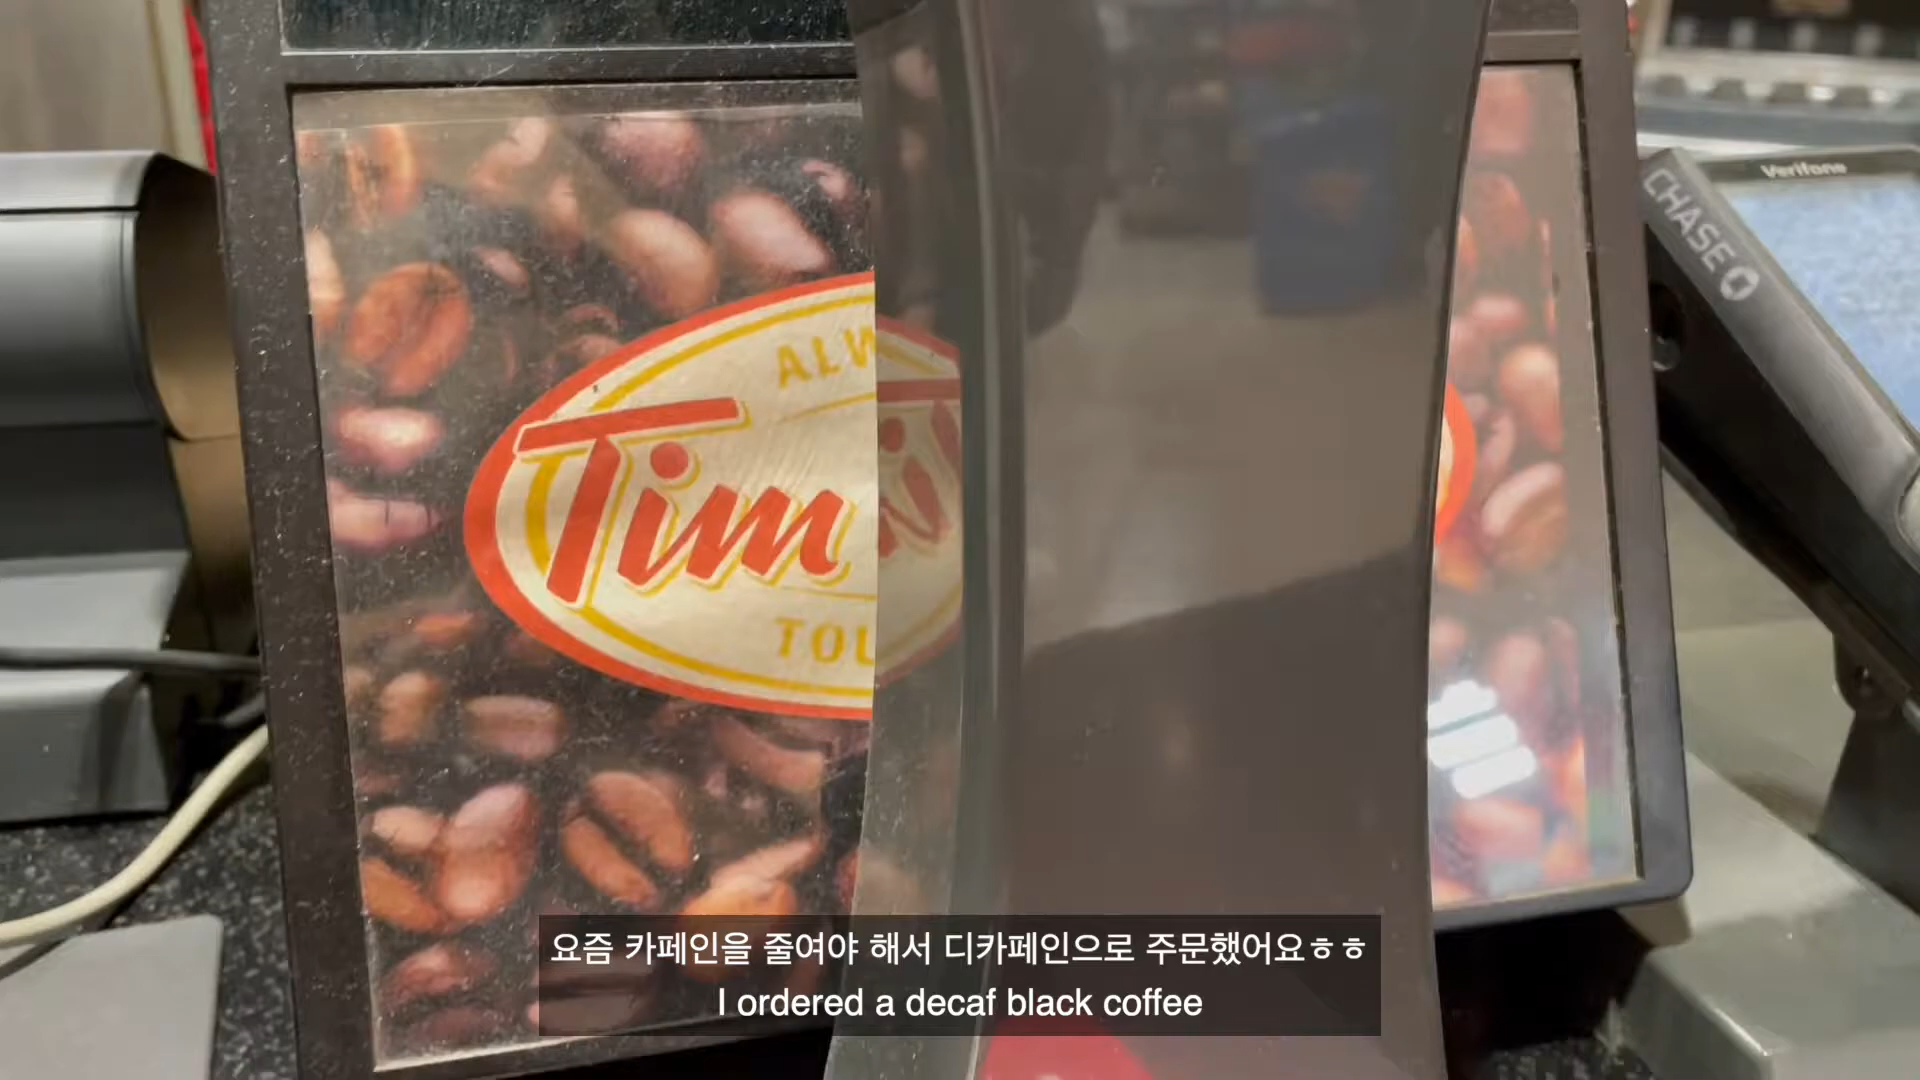 Verifone
CHASE
ALW
Tim
TOU
요즘 카페인을 줄여야 해서 디카페인으로 주문했어요ㅎㅎ
I ordered a decaf black coffee